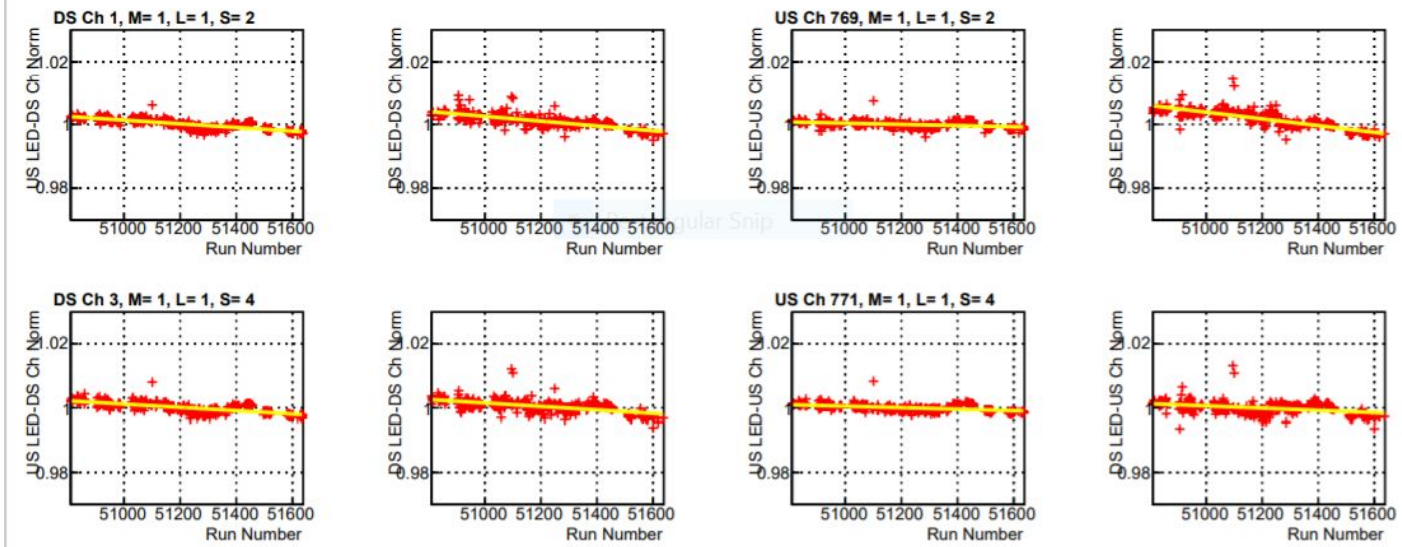 DS Ch 1, M= 1, L= 1, S= 2
US LED-DS Ch Norm
1.02
1
0.98
51000 51200 51400 51600
Run Number
DS LED-DS Ch Norm
1.02
1
0.98
51000 51200 51400 51600
Run Number
US Ch 769, M= 1, L= 1, S= 2
US LED-US Ch Norm
1.02
1
0.98
51000 51200 51400 51600
Run Number
DS LED-US Ch Norm
1.02
1
0.98
51000 51200 51400 51600
Run Number
Rectangular Snip
DS Ch 3, M= 1, L= 1, S= 4
US LED-DS Ch Norm
1.02
1
0.98
51000 51200 51400 51600
Run Number
DS LED-DS Ch Norm
1.02
1
0.98
51000 51200 51400 51600
Run Number
US Ch 771, M= 1, L= 1, S= 4
US LED-US Ch Norm
1.02
1
0.98
51000 51200 51400 51600
Run Number
DS LED-US Ch Norm
1.02
1
0.98
51000 51200 51400 51600
Run Number